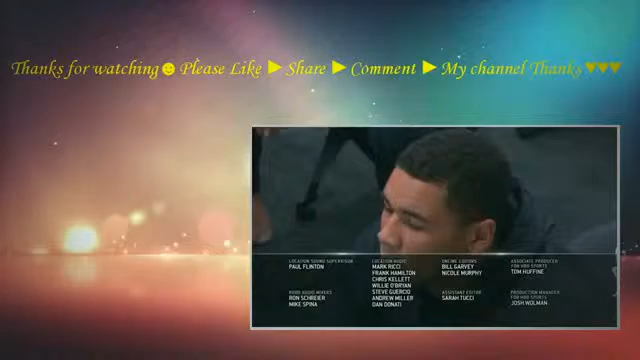 Thanks for watching☻ Please Like ► Share ► Comment ► My channel Thanks ♥♥♥
LOCATION SOUND SUPERVISOR
PAUL FLINTON
LOCATION AUDIO
MARK RICCI
FRANK HAMILTON
CHRIS KELLETT
WILLIE O'BRYAN
STEVE GUERCIO
ANDREW MILLER
DAN DONATI
ONLINE EDITORS
BILL GARVEY
NICOLE MURPHY
ASSOCIATE PRODUCER
FOR HBO SPORTS
TOM HUFFINE
AUDIO MIXERS
RON SCHREIER
MIKE SPINA
ASSISTANT EDITOR
SARAH TUCCI
PRODUCTION MANAGER
FOR HBO SPORTS
JOSH WOLMAN